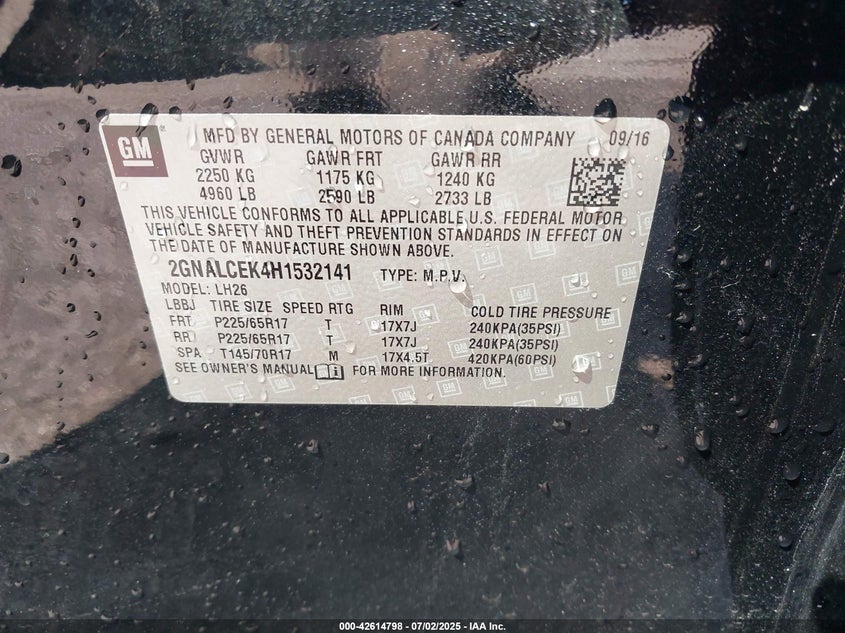 GM
MFD BY GENERAL MOTORS OF CANADA COMPANY 09/16
GVWR GAWR FRT GAWR RR
2250 KG 1175 KG 1240 KG
4960 LB 2590 LB 2733 LB
THIS VEHICLE CONFORMS TO ALL APPLICABLE U.S. FEDERAL MOTOR
VEHICLE SAFETY AND THEFT PREVENTION STANDARDS IN EFFECT ON
THE DATE OF MANUFACTURE SHOWN ABOVE.
2GNALCEK4H1532141 TYPE: M.P.V.
MODEL: LH26
LBBJ TIRE SIZE SPEED RTG RIM COLD TIRE PRESSURE
FRT P225/65R17 T 17X7J 240KPA(35PSI)
RR P225/65R17 T 17X7J 240KPA(35PSI)
SPA T145/70R17 M 17X4.5T 420KPA(60PSI)
SEE OWNER'S MANUAL FOR MORE INFORMATION.
000-42614798 - 07/02/2025 - IAA Inc.